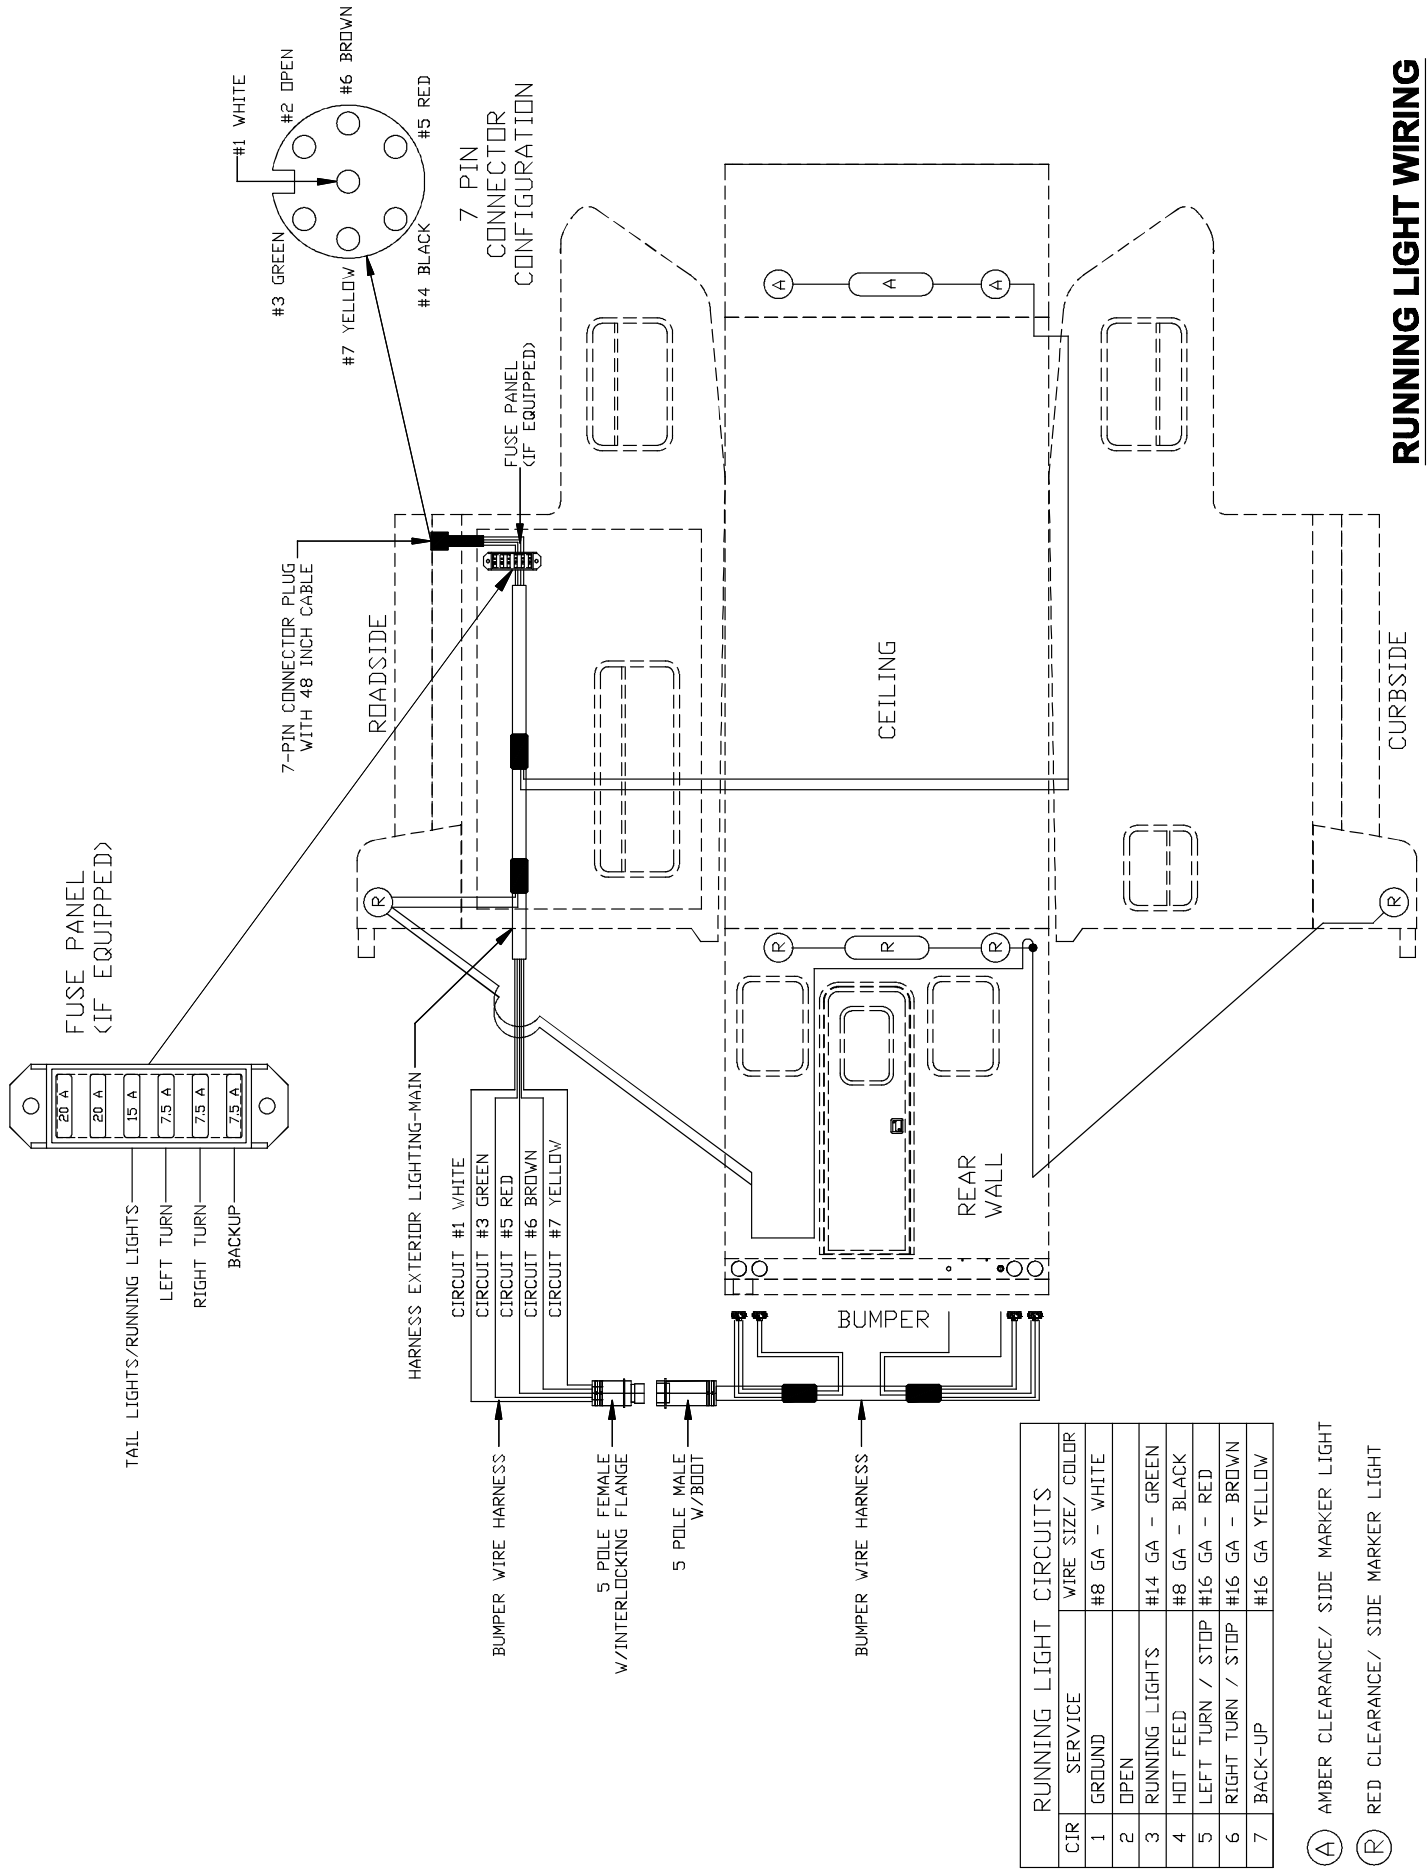 RUNNING LIGHT WIRING
FUSE PANEL
(IF EQUIPPED)
20 A
20 A
15 A
7.5 A
7.5 A
7.5 A
TAIL LIGHTS/RUNNING LIGHTS
LEFT TURN
RIGHT TURN
BACKUP
#1 WHITE
#2 OPEN
#6 BROWN
#5 RED
#3 GREEN
#7 YELLOW
#4 BLACK
7 PIN
CONNECTOR
CONFIGURATION
7-PIN CONNECTOR PLUG
WITH 48 INCH CABLE
FUSE PANEL
(IF EQUIPPED)
ROADSIDE
CEILING
CURBSIDE
A
A
A
R
R
R
R
R
HARNESS EXTERIOR LIGHTING-MAIN
CIRCUIT #1 WHITE
CIRCUIT #3 GREEN
CIRCUIT #5 RED
CIRCUIT #6 BROWN
CIRCUIT #7 YELLOW
REAR
WALL
BUMPER
BUMPER WIRE HARNESS
5 POLE FEMALE
W/INTERLOCKING FLANGE
5 POLE MALE
W/BOOT
BUMPER WIRE HARNESS
RUNNING LIGHT CIRCUITS
CIR SERVICE WIRE SIZE/ COLOR
1 GROUND #8 GA - WHITE
2 OPEN
3 RUNNING LIGHTS #14 GA - GREEN
4 HOT FEED #8 GA - BLACK
5 LEFT TURN / STOP #16 GA - RED
6 RIGHT TURN / STOP #16 GA - BROWN
7 BACK-UP #16 GA YELLOW
A AMBER CLEARANCE/ SIDE MARKER LIGHT
R RED CLEARANCE/ SIDE MARKER LIGHT